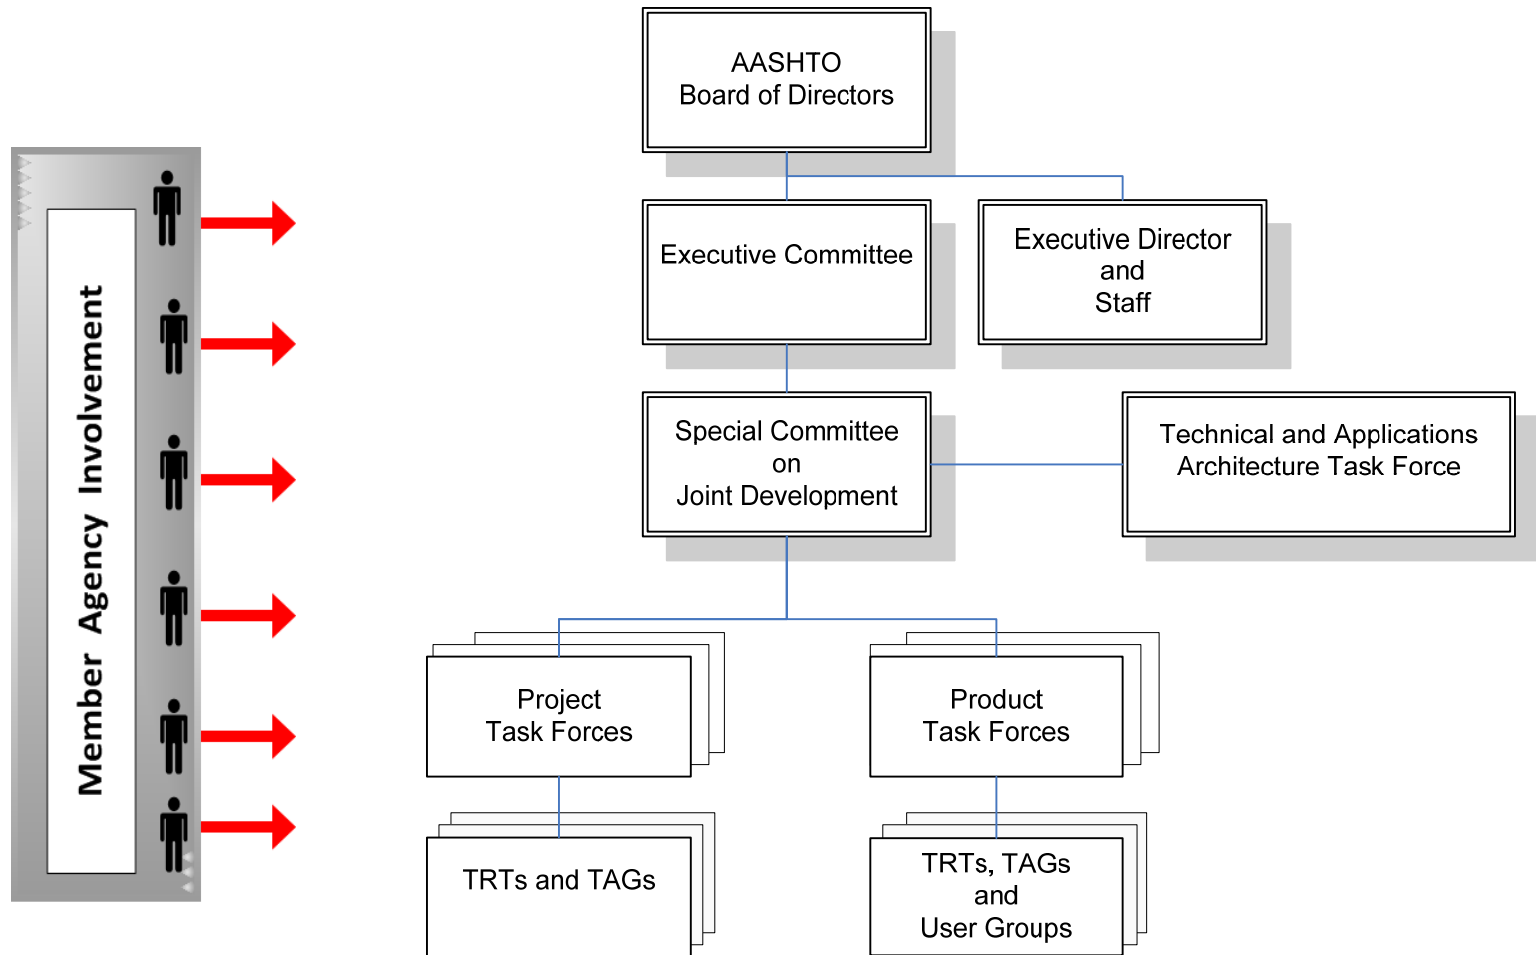 AASHTO
Board of Directors
Executive Committee
Executive Director
and
Staff
Member Agency Involvement
Special Committee
on
Joint Development
Technical and Applications
Architecture Task Force
Project
Task Forces
Product
Task Forces
TRTs and TAGs
TRTs, TAGs
and
User Groups